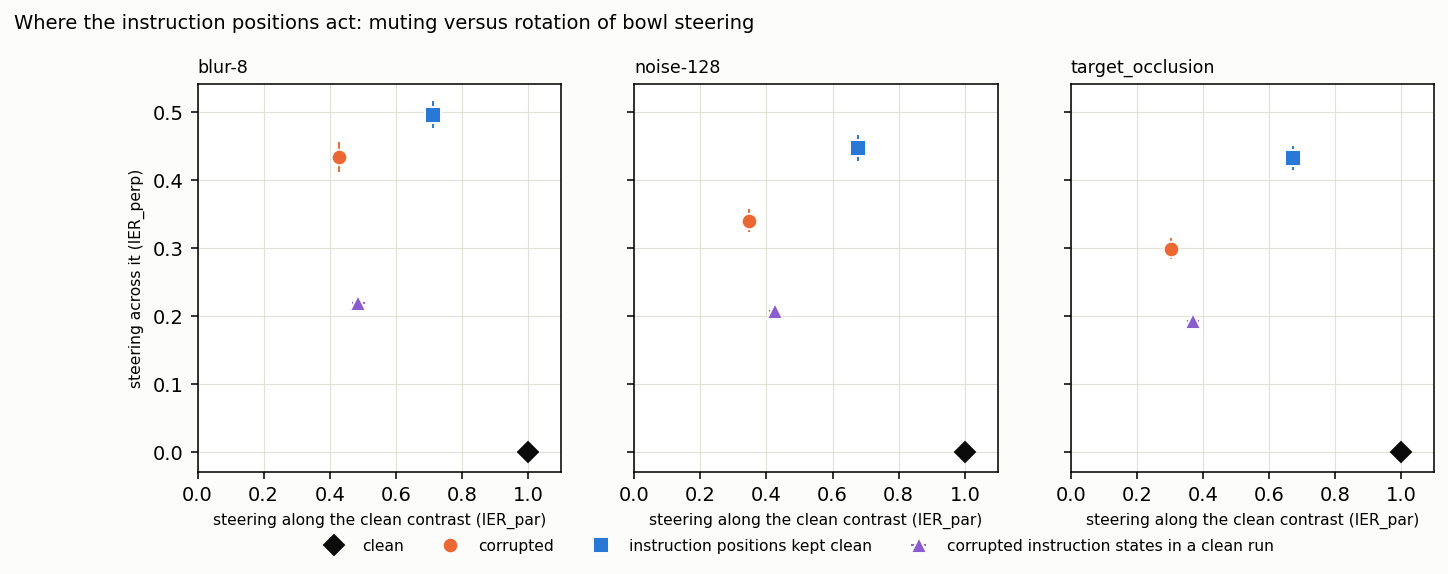 Where the instruction positions act: muting versus rotation of bowl steering
blur-8
noise-128
target_occlusion
steering across it (IER_perp)
0.5
0.4
0.3
0.2
0.1
0.0
0.0 0.2 0.4 0.6 0.8 1.0
0.0 0.2 0.4 0.6 0.8 1.0
0.0 0.2 0.4 0.6 0.8 1.0
steering along the clean contrast (IER_par)
steering along the clean contrast (IER_par)
steering along the clean contrast (IER_par)
clean
corrupted
instruction positions kept clean
corrupted instruction states in a clean run